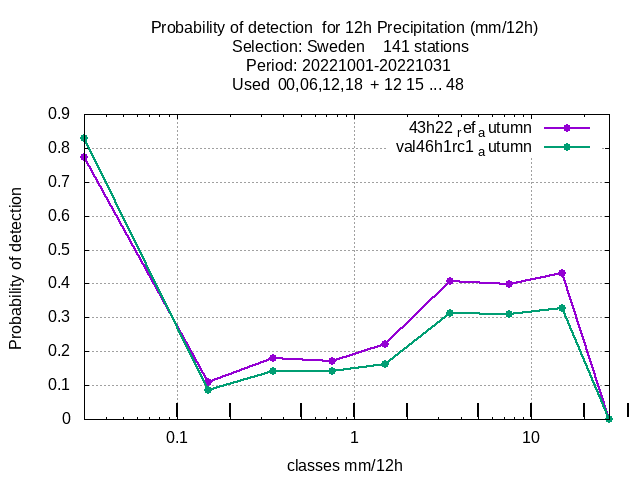 Probability of detection  for 12h Precipitation (mm/12h)
Selection: Sweden    141 stations
Period: 20221001-20221031
Used  00,06,12,18  + 12 15 ... 48
43h22 ref a utumn
val46h1rc1 a utumn
0.9
0.8
0.7
0.6
0.5
0.4
0.3
0.2
0.1
0
Probability of detection
0.1 1 10
classes mm/12h